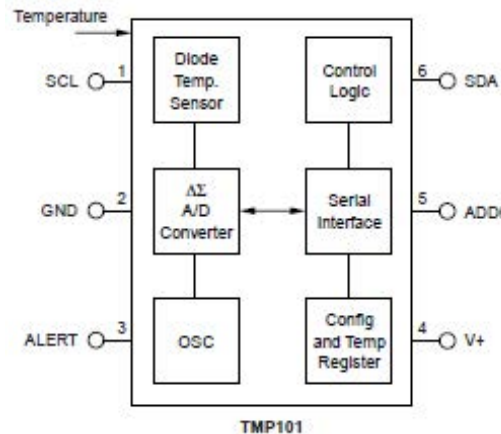 Temperature
SCL
1
Diode
Temp.
Sensor
Control
Logic
6
SDA
GND
2
ΔΣ
A/D
Converter
Serial
Interface
5
ALERT
3
OSC
Config
and Temp
Register
4
V+
TMP101